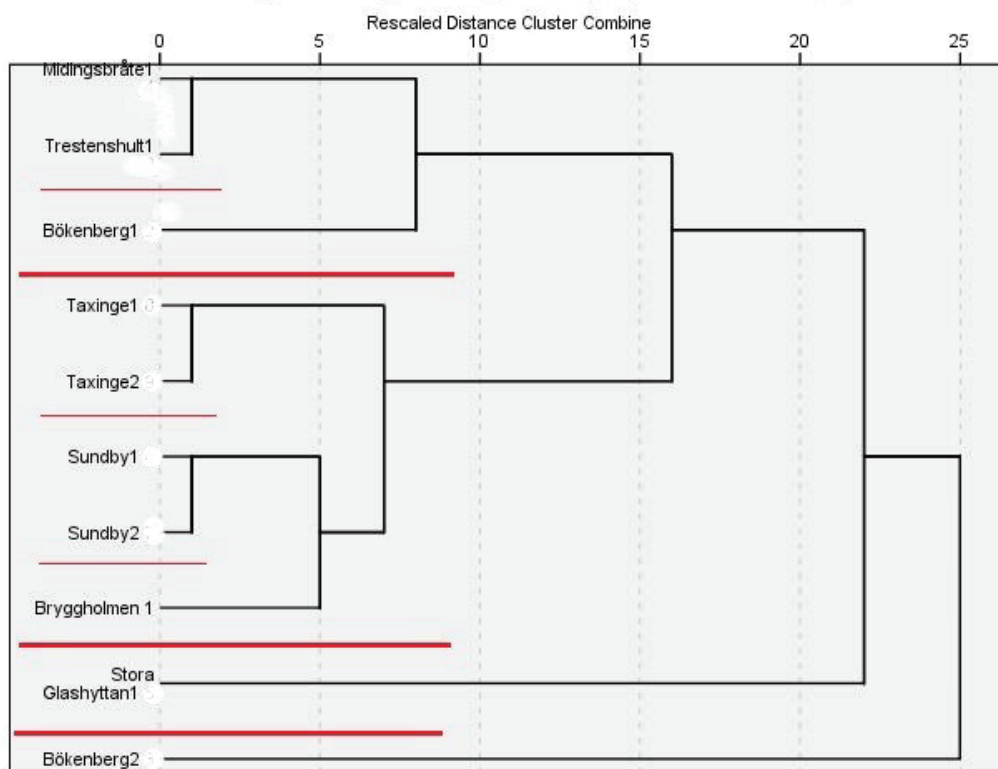 Rescaled Distance Cluster Combine
0 5 10 15 20 25
Midingsbråte1
Trestenshult1
Bökenberg1
Taxinge1
Taxinge2
Sundby1
Sundby2
Bryggholmen 1
Stora
Glashyttan1
Bökenberg2